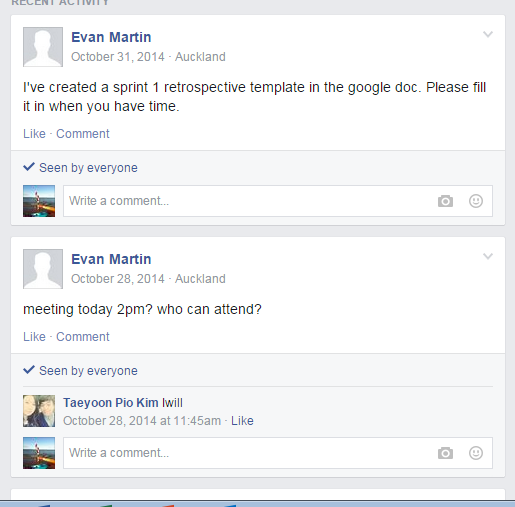 RECENT ACTIVITY
Evan Martin
October 31, 2014 · Auckland
I've created a sprint 1 retrospective template in the google doc. Please fill
it in when you have time.
Like · Comment
Seen by everyone
Write a comment...
Evan Martin
October 28, 2014 · Auckland
meeting today 2pm? who can attend?
Like · Comment
Seen by everyone
Taeyoon Pio Kim Iwill
October 28, 2014 at 11:45am · Like
Write a comment...